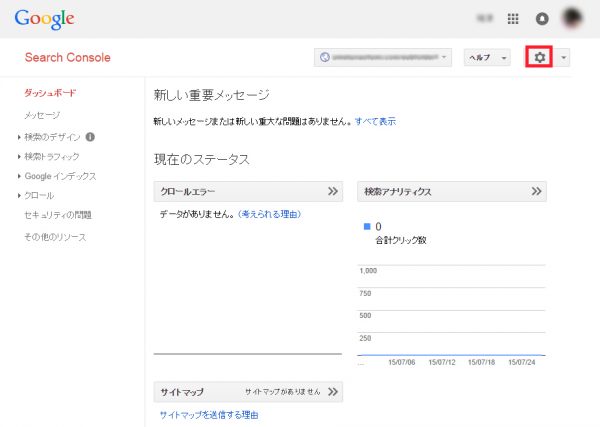 Google
Search Console
ヘルプ
ダッシュボード
メッセージ
検索のデザイン
検索トラフィック
Google インデックス
クロール
セキュリティの問題
その他のリソース
新しい重要メッセージ
新しいメッセージまたは新しい重大な問題はありません。すべて表示
現在のステータス
クロールエラー
データがありません。(考えられる理由)
検索アナリティクス
0
合計クリック数
1,000
750
500
250
... 15/07/06 15/07/12 15/07/18 15/07/24
サイトマップ サイトマップがありません
サイトマップを送信する理由